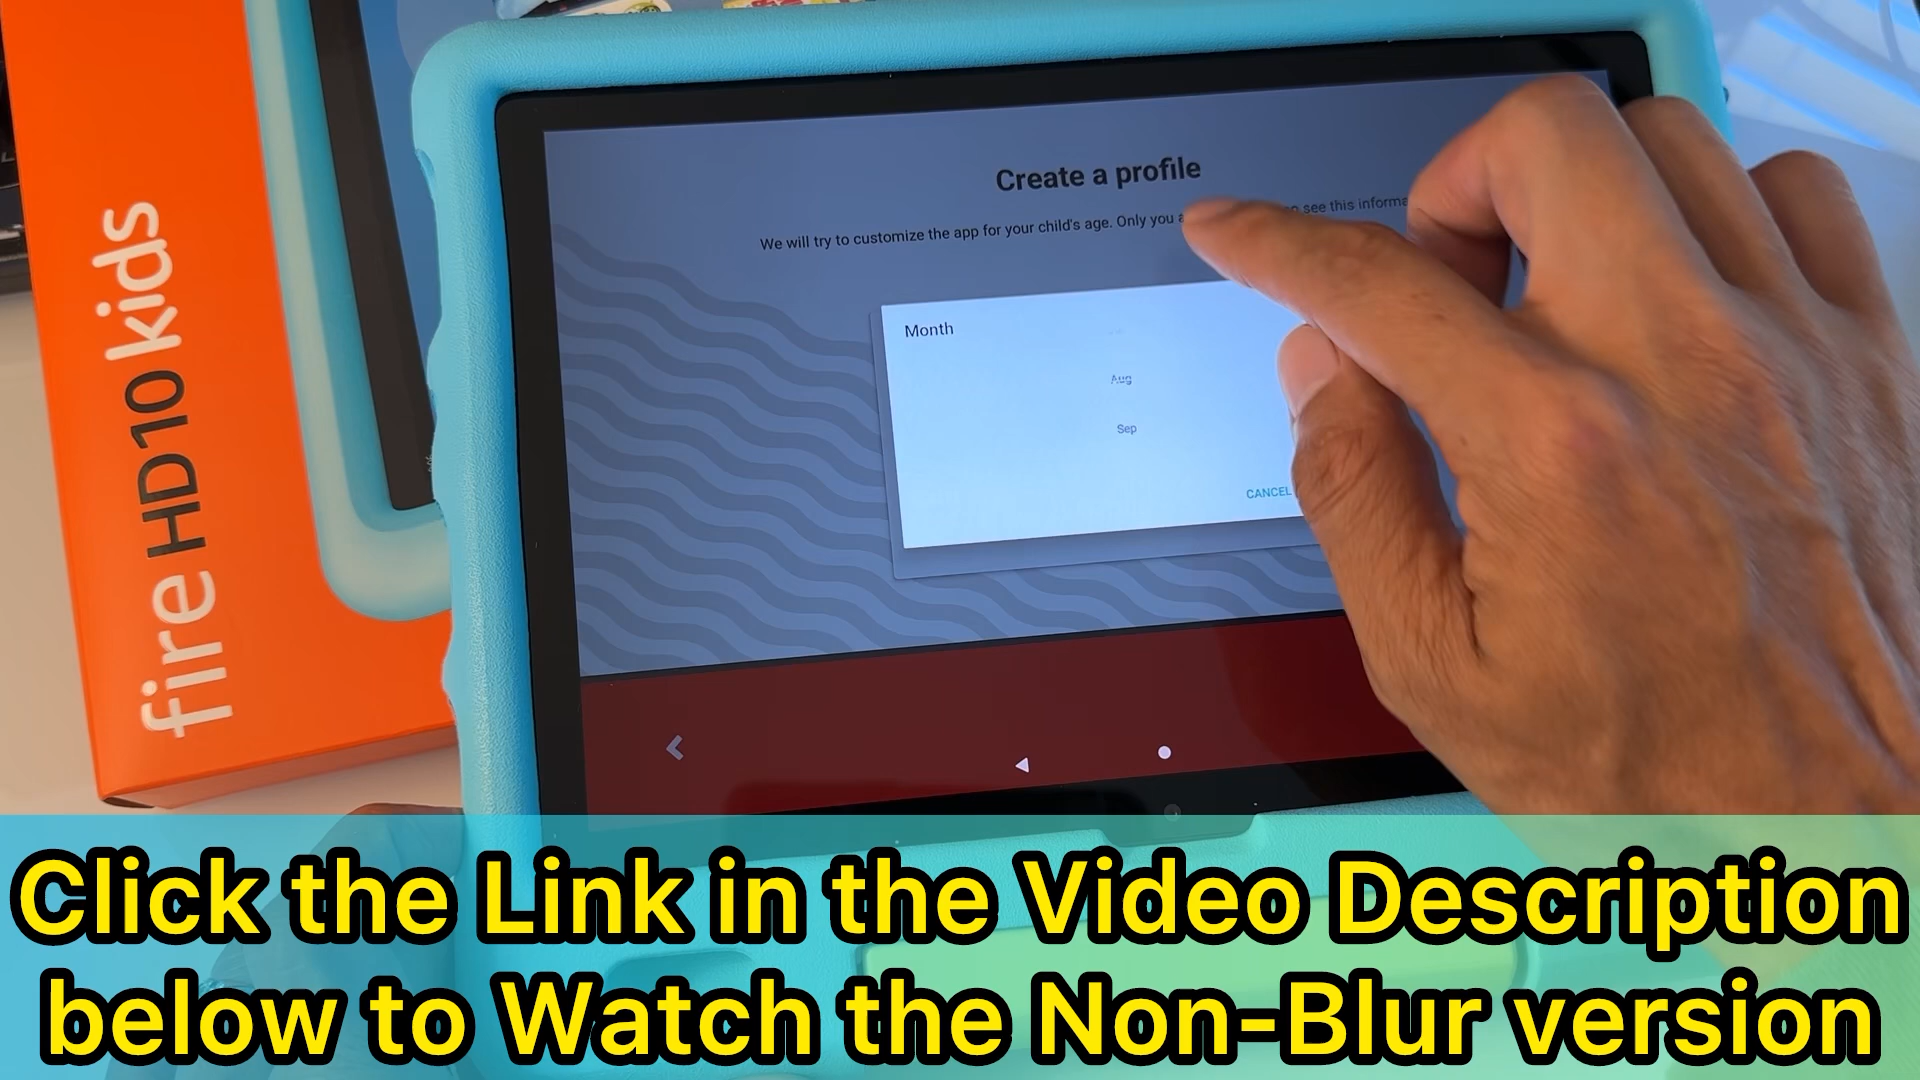 fire HD10 kids
Create a profile
We will try to customize the app for your child's age. Only you see this
Month
Aug
Sep
CANCEL
Click the Link in the Video Description
below to Watch the Non-Blur version